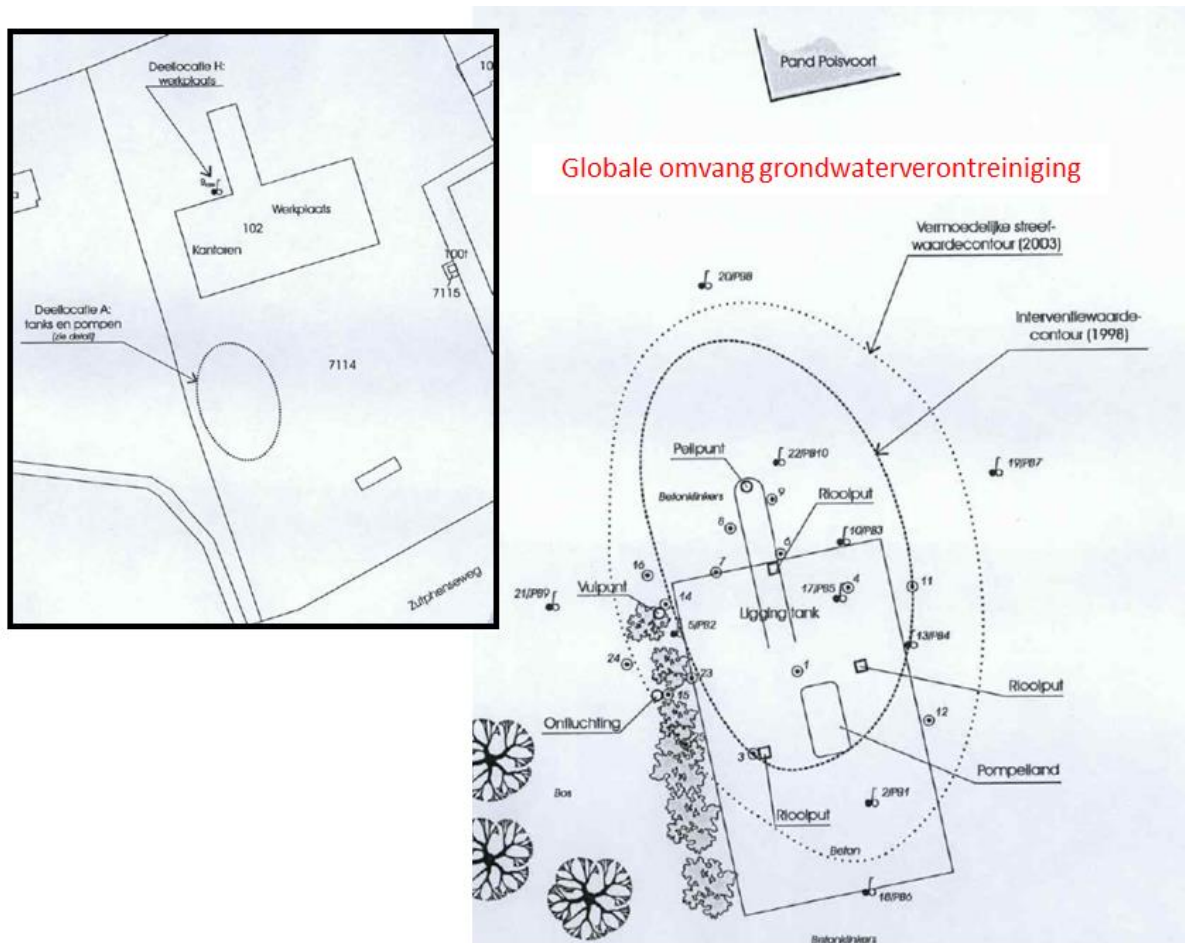 Deellocatie H:
werkplaats
102
Werkplaats
Kantoren
7115
Deellocatie A:
tanks en pompen
(zie detail)
7114
Zutphenseweg
Pand Polsvoort
Globale omvang grondwaterverontreiniging
Vermoedelijke streef-
waardecontour (2003)
Interventiewaarde-
contour (1998)
20/PB8
Peilpunt
22/PB10
19/PB7
Rioolput
Betonklinkers
9
8
10/PB3
6
7
16
11
4
17/PB5
21/PB9
Vulpunt
14
Ligging tank
5/PB2
13/PB4
24
1
23
Rioolput
15
12
Ontluchting
3
Pompeiland
Bos
2/PB1
Rioolput
Beton
18/PB6
Betonklinkers